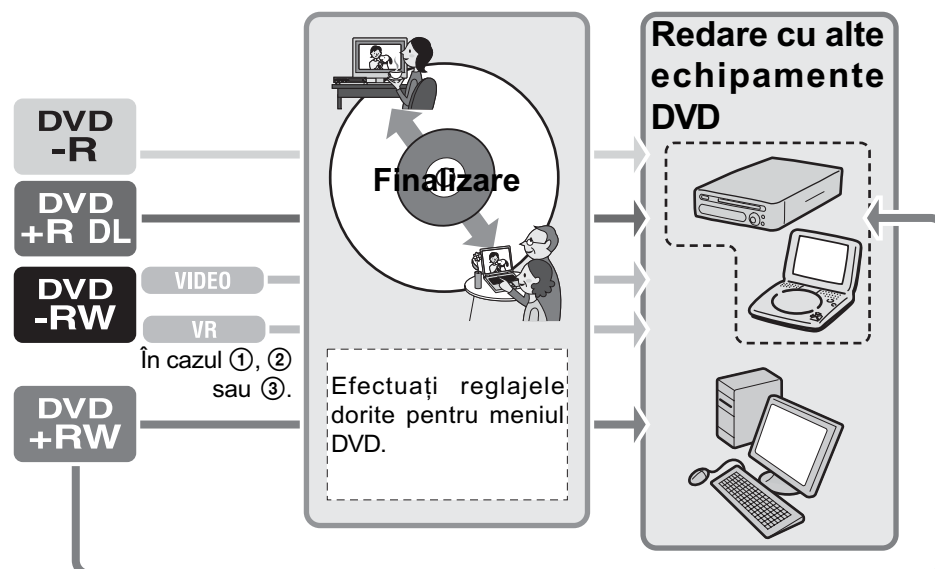 DVD
-R
DVD
+R DL
DVD
-RW
VIDEO
VR
În cazul ①, ②
sau ③.
DVD
+RW
Finalizare
Efectuați reglajele
dorite pentru meniul
DVD.
Redare cu alte
echipamente
DVD